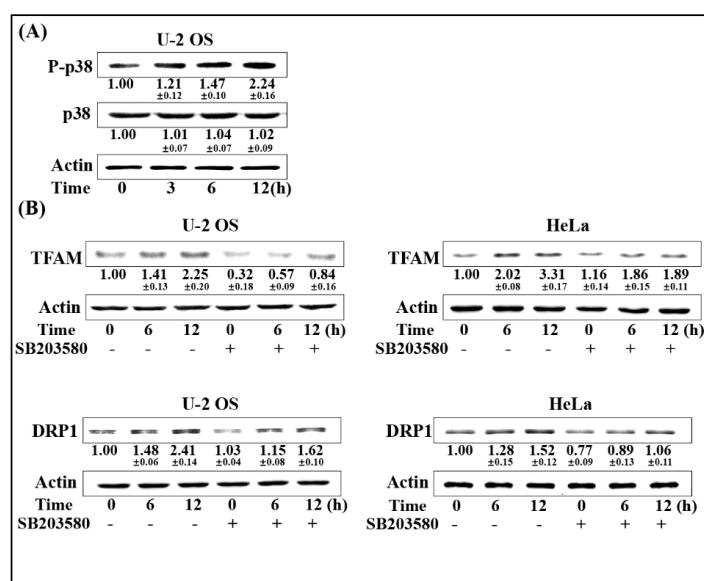 (A)
U-2 OS
P-p38
1.00 1.21 1.47 2.24
±0.12 ±0.10 ±0.16
p38
1.00 1.01 1.04 1.02
±0.07 ±0.07 ±0.09
Actin
Time 0 3 6 12(h)
(B)
U-2 OS
TFAM
1.00 1.41 2.25 0.32 0.57 0.84
±0.13 ±0.20 ±0.18 ±0.09 ±0.16
Actin
Time 0 6 12 0 6 12 (h)
SB203580 - - - + + +
HeLa
TFAM
1.00 2.02 3.31 1.16 1.86 1.89
±0.08 ±0.17 ±0.14 ±0.15 ±0.11
Actin
Time 0 6 12 0 6 12 (h)
SB203580 - - - + + +
U-2 OS
DRP1
1.00 1.48 2.41 1.03 1.15 1.62
±0.06 ±0.14 ±0.04 ±0.08 ±0.10
Actin
Time 0 6 12 0 6 12 (h)
SB203580 - - - + + +
HeLa
DRP1
1.00 1.28 1.52 0.77 0.89 1.06
±0.15 ±0.12 ±0.09 ±0.13 ±0.11
Actin
Time 0 6 12 0 6 12 (h)
SB203580 - - - + + +